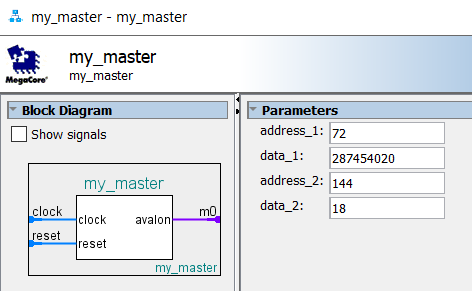 my_master - my_master
my_master
my_master
MegaCore
Block Diagram
Show signals
my_master
clock
clock
avalon
m0
reset
reset
my_master
Parameters
address_1: 72
data_1: 287454020
address_2: 144
data_2: 18